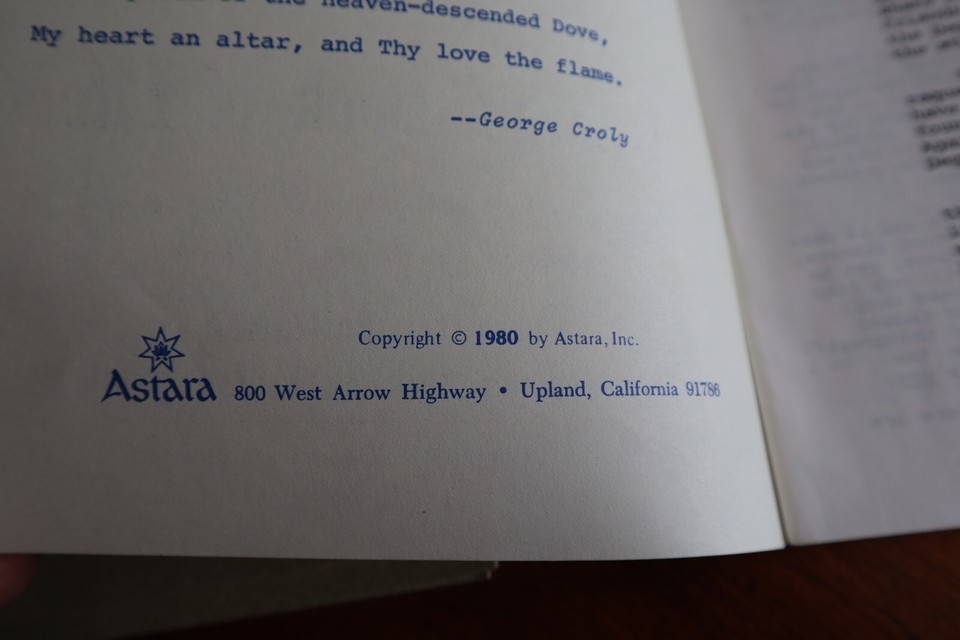 the heaven-descended Dove,
My heart an altar, and Thy love the flame.
--George Croly
Copyright © 1980 by Astara, Inc.
Astara 800 West Arrow Highway • Upland, California 91786